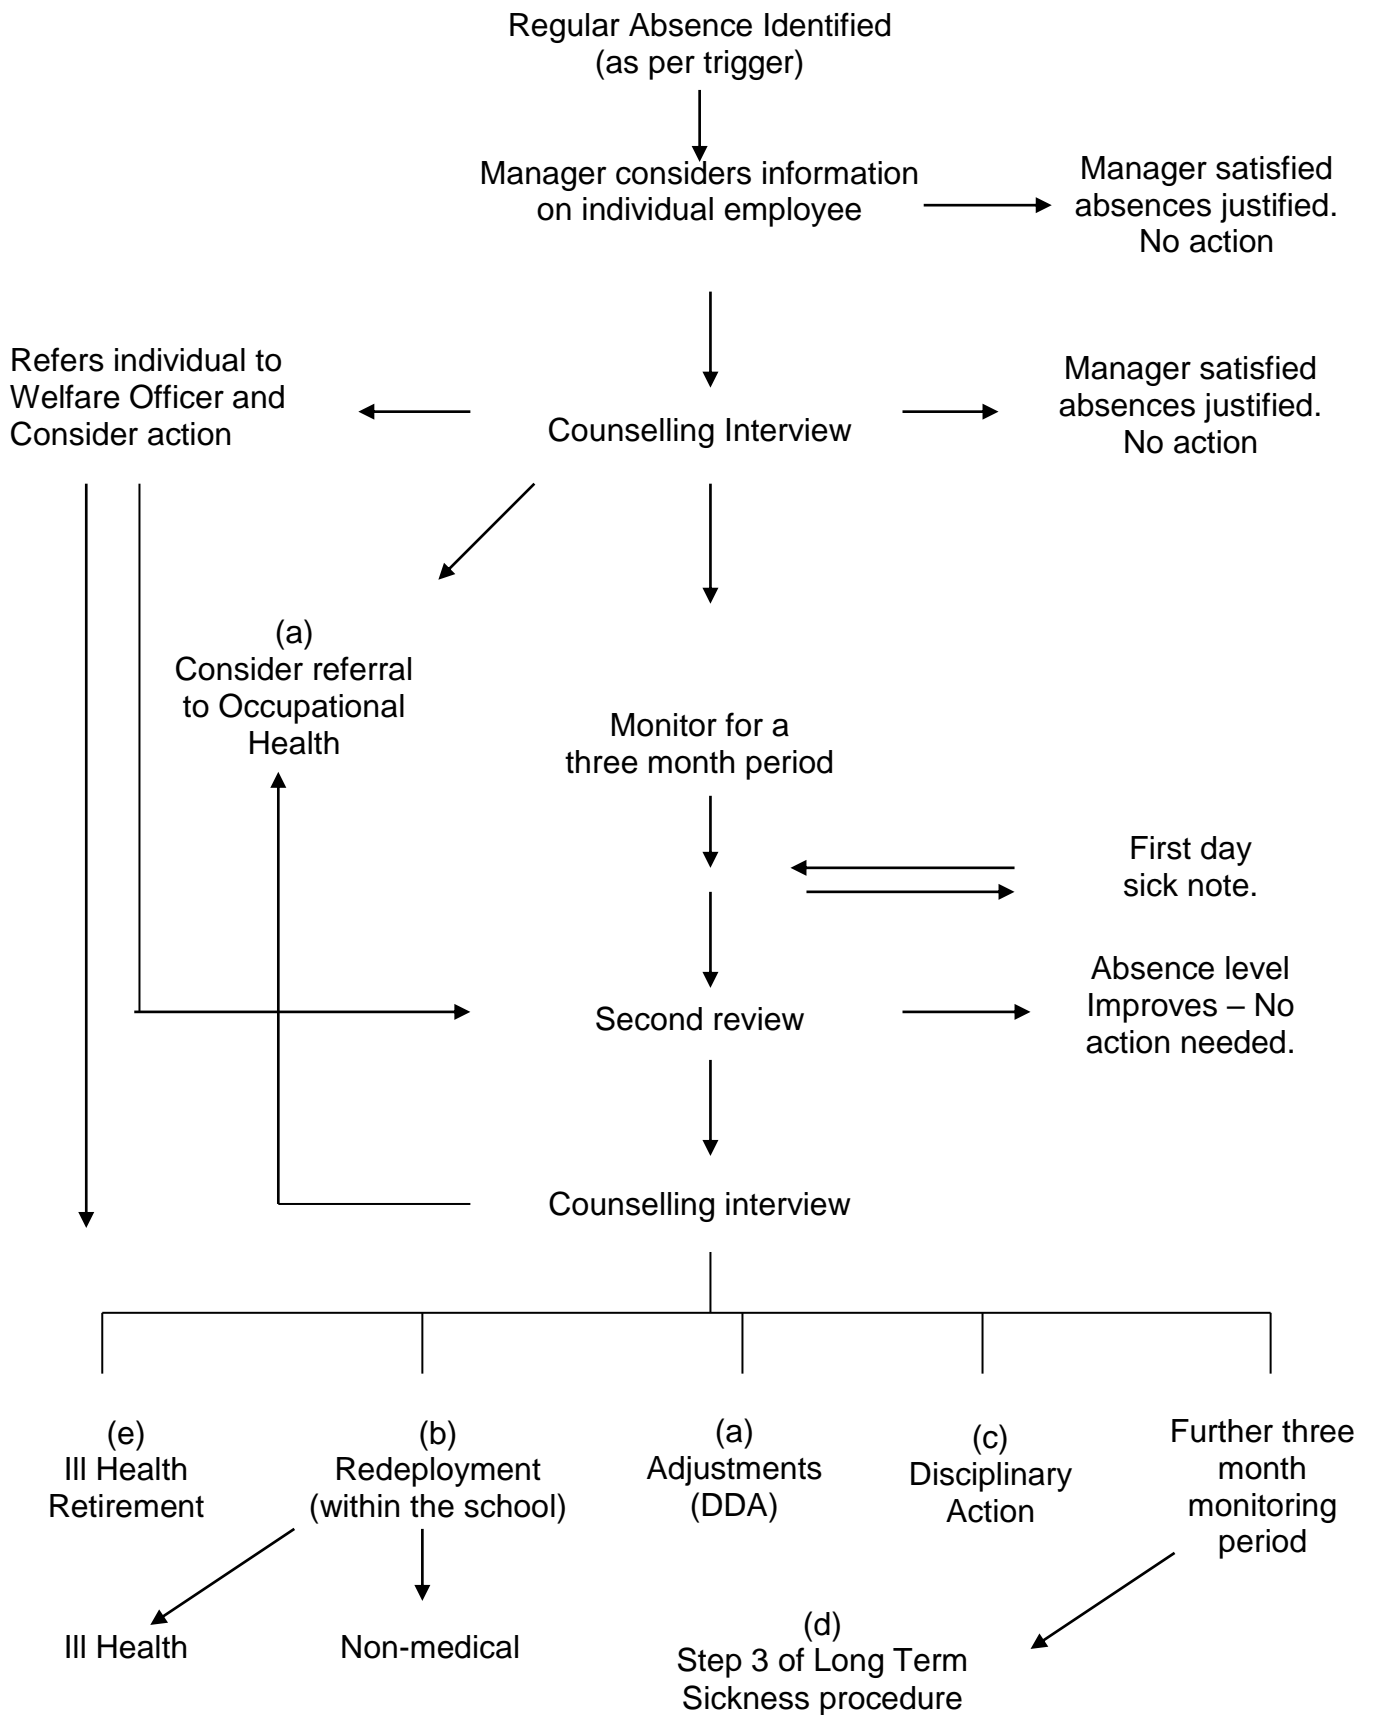 Regular Absence Identified
(as per trigger)
Manager considers information
on individual employee
Manager satisfied
absences justified.
No action
Refers individual to
Welfare Officer and
Consider action
Counselling Interview
Manager satisfied
absences justified.
No action
(a)
Consider referral
to Occupational
Health
Monitor for a
three month period
First day
sick note.
Second review
Absence level
Improves – No
action needed.
Counselling interview
(e)
Ill Health
Retirement
(b)
Redeployment
(within the school)
(a)
Adjustments
(DDA)
(c)
Disciplinary
Action
Further three
month
monitoring
period
Ill Health
Non-medical
(d)
Step 3 of Long Term
Sickness procedure